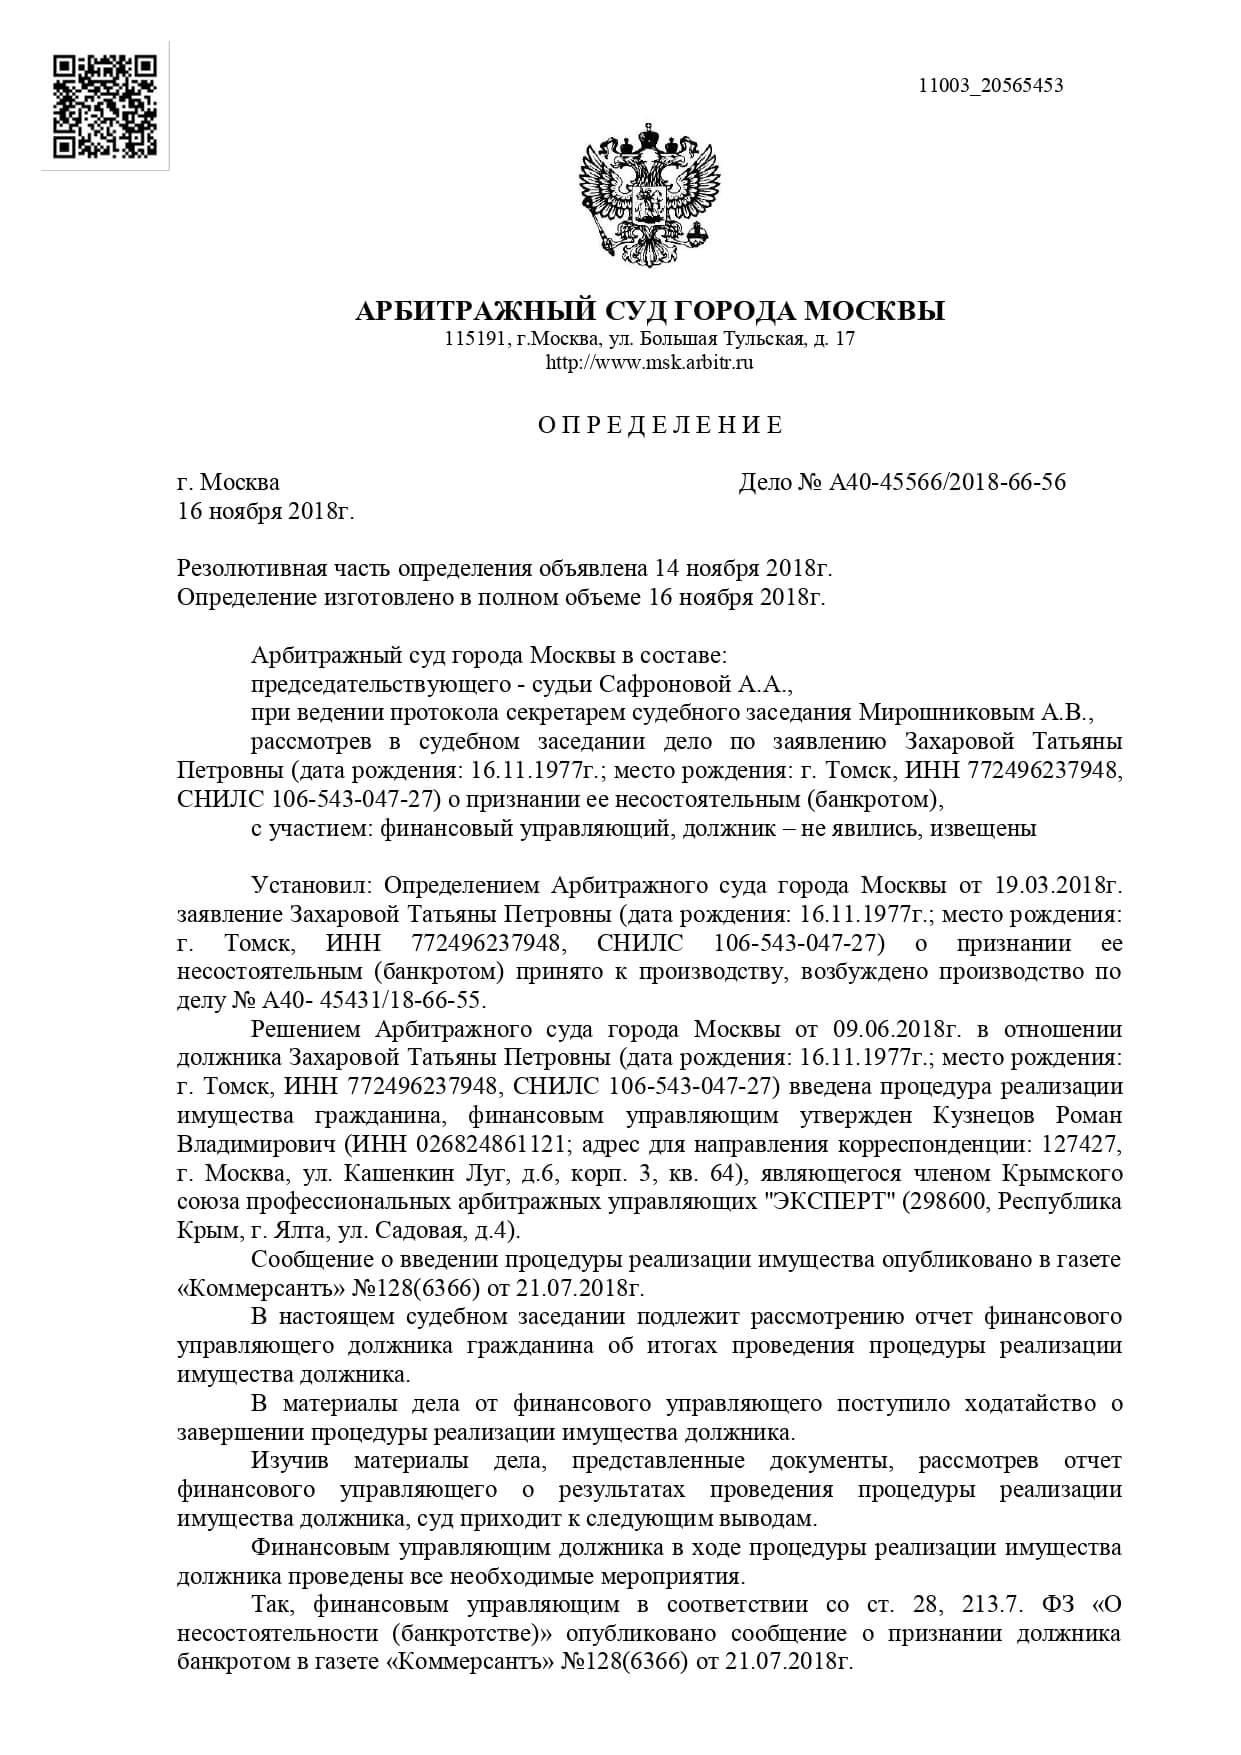 11003_20565453
АРБИТРАЖНЫЙ СУД ГОРОДА МОСКВЫ
115191, г.Москва, ул. Большая Тульская, д. 17
http://www.msk.arbitr.ru
О П Р Е Д Е Л Е Н И Е
г. Москва Дело № А40-45566/2018-66-56
16 ноября 2018г.
Резолютивная часть определения объявлена 14 ноября 2018г.
Определение изготовлено в полном объеме 16 ноября 2018г.
Арбитражный суд города Москвы в составе:
председательствующего - судьи Сафроновой А.А.,
при ведении протокола секретарем судебного заседания Мирошниковым А.В.,
рассмотрев в судебном заседании дело по заявлению Захаровой Татьяны
Петровны (дата рождения: 16.11.1977г.; место рождения: г. Томск, ИНН 772496237948,
СНИЛС 106-543-047-27) о признании ее несостоятельным (банкротом),
с участием: финансовый управляющий, должник – не явились, извещены
Установил: Определением Арбитражного суда города Москвы от 19.03.2018г.
заявление Захаровой Татьяны Петровны (дата рождения: 16.11.1977г.; место рождения:
г. Томск, ИНН 772496237948, СНИЛС 106-543-047-27) о признании ее
несостоятельным (банкротом) принято к производству, возбуждено производство по
делу № А40- 45431/18-66-55.
Решением Арбитражного суда города Москвы от 09.06.2018г. в отношении
должника Захаровой Татьяны Петровны (дата рождения: 16.11.1977г.; место рождения:
г. Томск, ИНН 772496237948, СНИЛС 106-543-047-27) введена процедура реализации
имущества гражданина, финансовым управляющим утвержден Кузнецов Роман
Владимирович (ИНН 026824861121; адрес для направления корреспонденции: 127427,
г. Москва, ул. Кашенкин Луг, д.6, корп. 3, кв. 64), являющегося членом Крымского
союза профессиональных арбитражных управляющих "ЭКСПЕРТ" (298600, Республика
Крым, г. Ялта, ул. Садовая, д.4).
Сообщение о введении процедуры реализации имущества опубликовано в газете
«Коммерсантъ» №128(6366) от 21.07.2018г.
В настоящем судебном заседании подлежит рассмотрению отчет финансового
управляющего должника гражданина об итогах проведения процедуры реализации
имущества должника.
В материалы дела от финансового управляющего поступило ходатайство о
завершении процедуры реализации имущества должника.
Изучив материалы дела, представленные документы, рассмотрев отчет
финансового управляющего о результатах проведения процедуры реализации
имущества должника, суд приходит к следующим выводам.
Финансовым управляющим должника в ходе процедуры реализации имущества
должника проведены все необходимые мероприятия.
Так, финансовым управляющим в соответствии со ст. 28, 213.7. ФЗ «О
несостоятельности (банкротстве)» опубликовано сообщение о признании должника
банкротом в газете «Коммерсантъ» №128(6366) от 21.07.2018г.